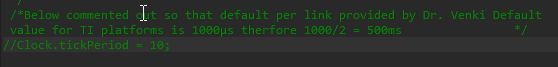 /*Below commented out so that default per link provided by Dr. Venki Default
value for TI platforms is 1000µs therfore 1000/2 = 500ms */
//Clock.tickPeriod = 10;